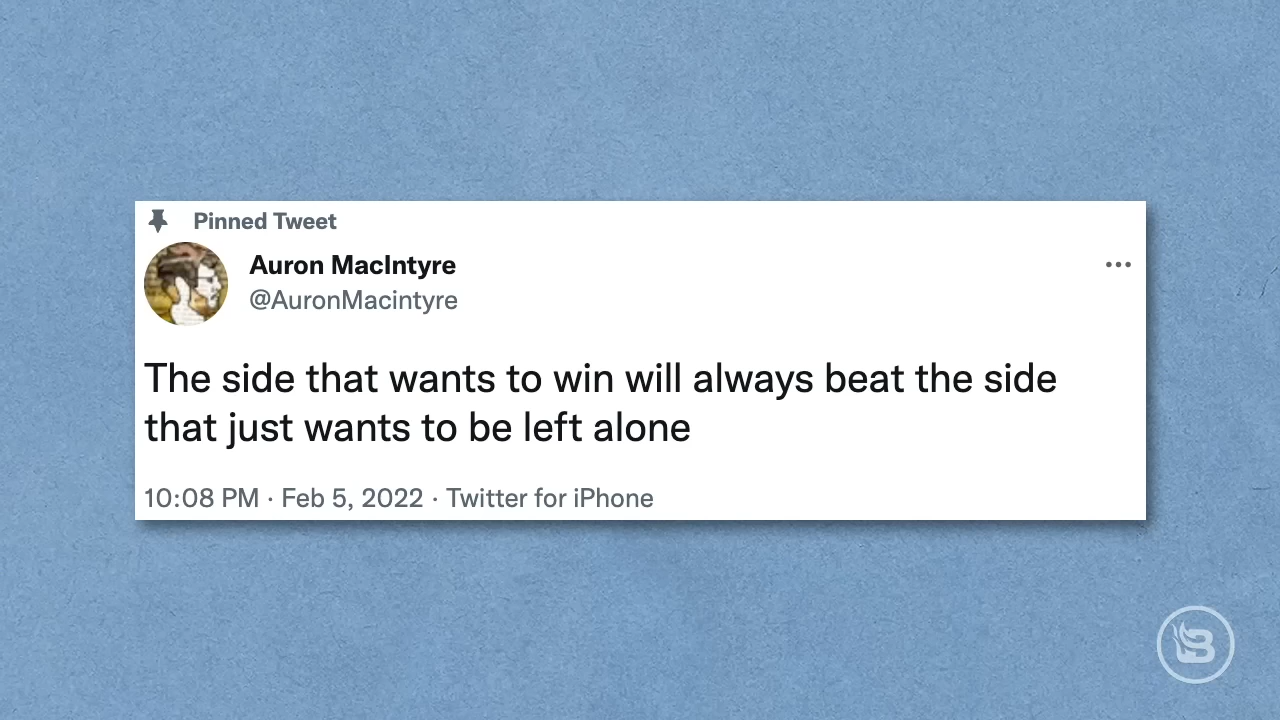 Pinned Tweet
Auron MacIntyre
@AuronMacintyre
The side that wants to win will always beat the side
that just wants to be left alone
10:08 PM · Feb 5, 2022 · Twitter for iPhone
B